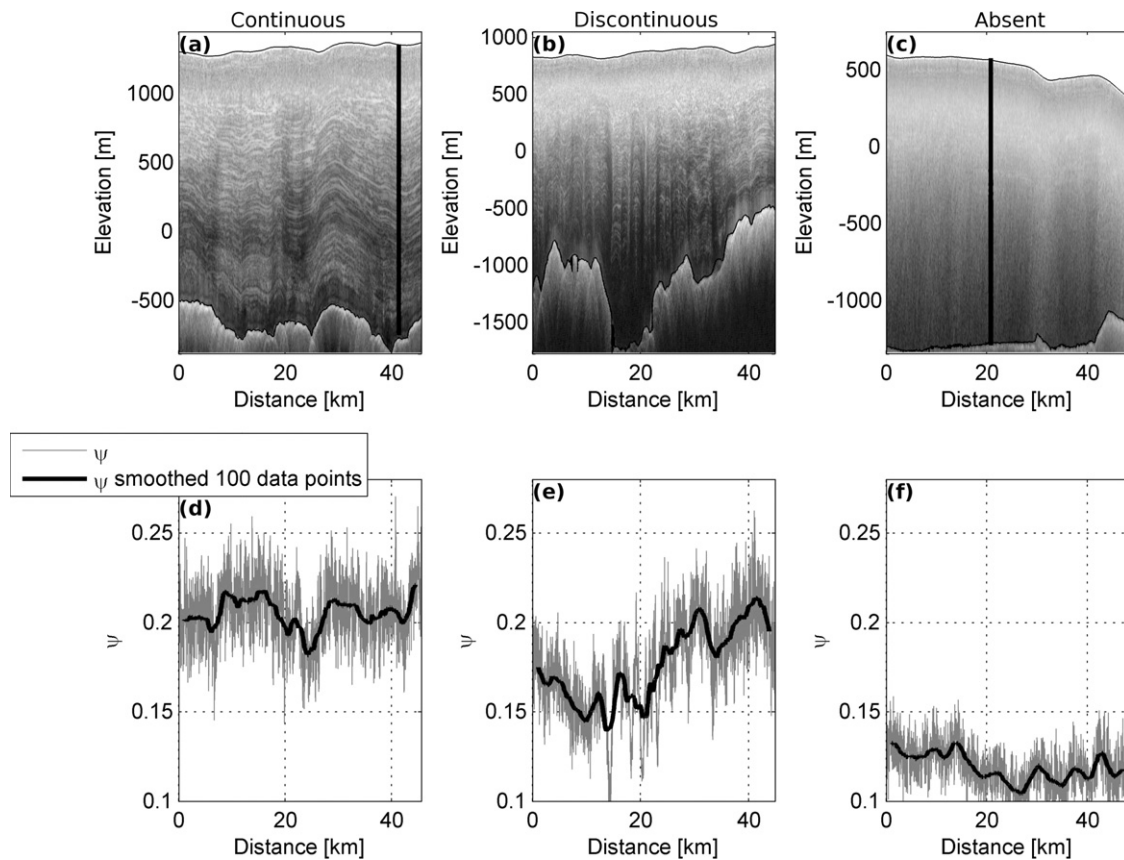 Continuous
Discontinuous
Absent
(a)
(b)
(c)
Elevation [m]
1000
500
0
-500
0
20
40
Distance [km]
Elevation [m]
1000
500
0
-500
-1000
-1500
0
20
40
Distance [km]
Elevation [m]
500
0
-500
-1000
0
20
40
Distance [km]
ψ
ψ smoothed 100 data points
(d)
(e)
(f)
ψ
0.25
0.2
0.15
0.1
0
20
40
Distance [km]
ψ
0.25
0.2
0.15
0.1
0
20
40
Distance [km]
ψ
0.25
0.2
0.15
0.1
0
20
40
Distance [km]